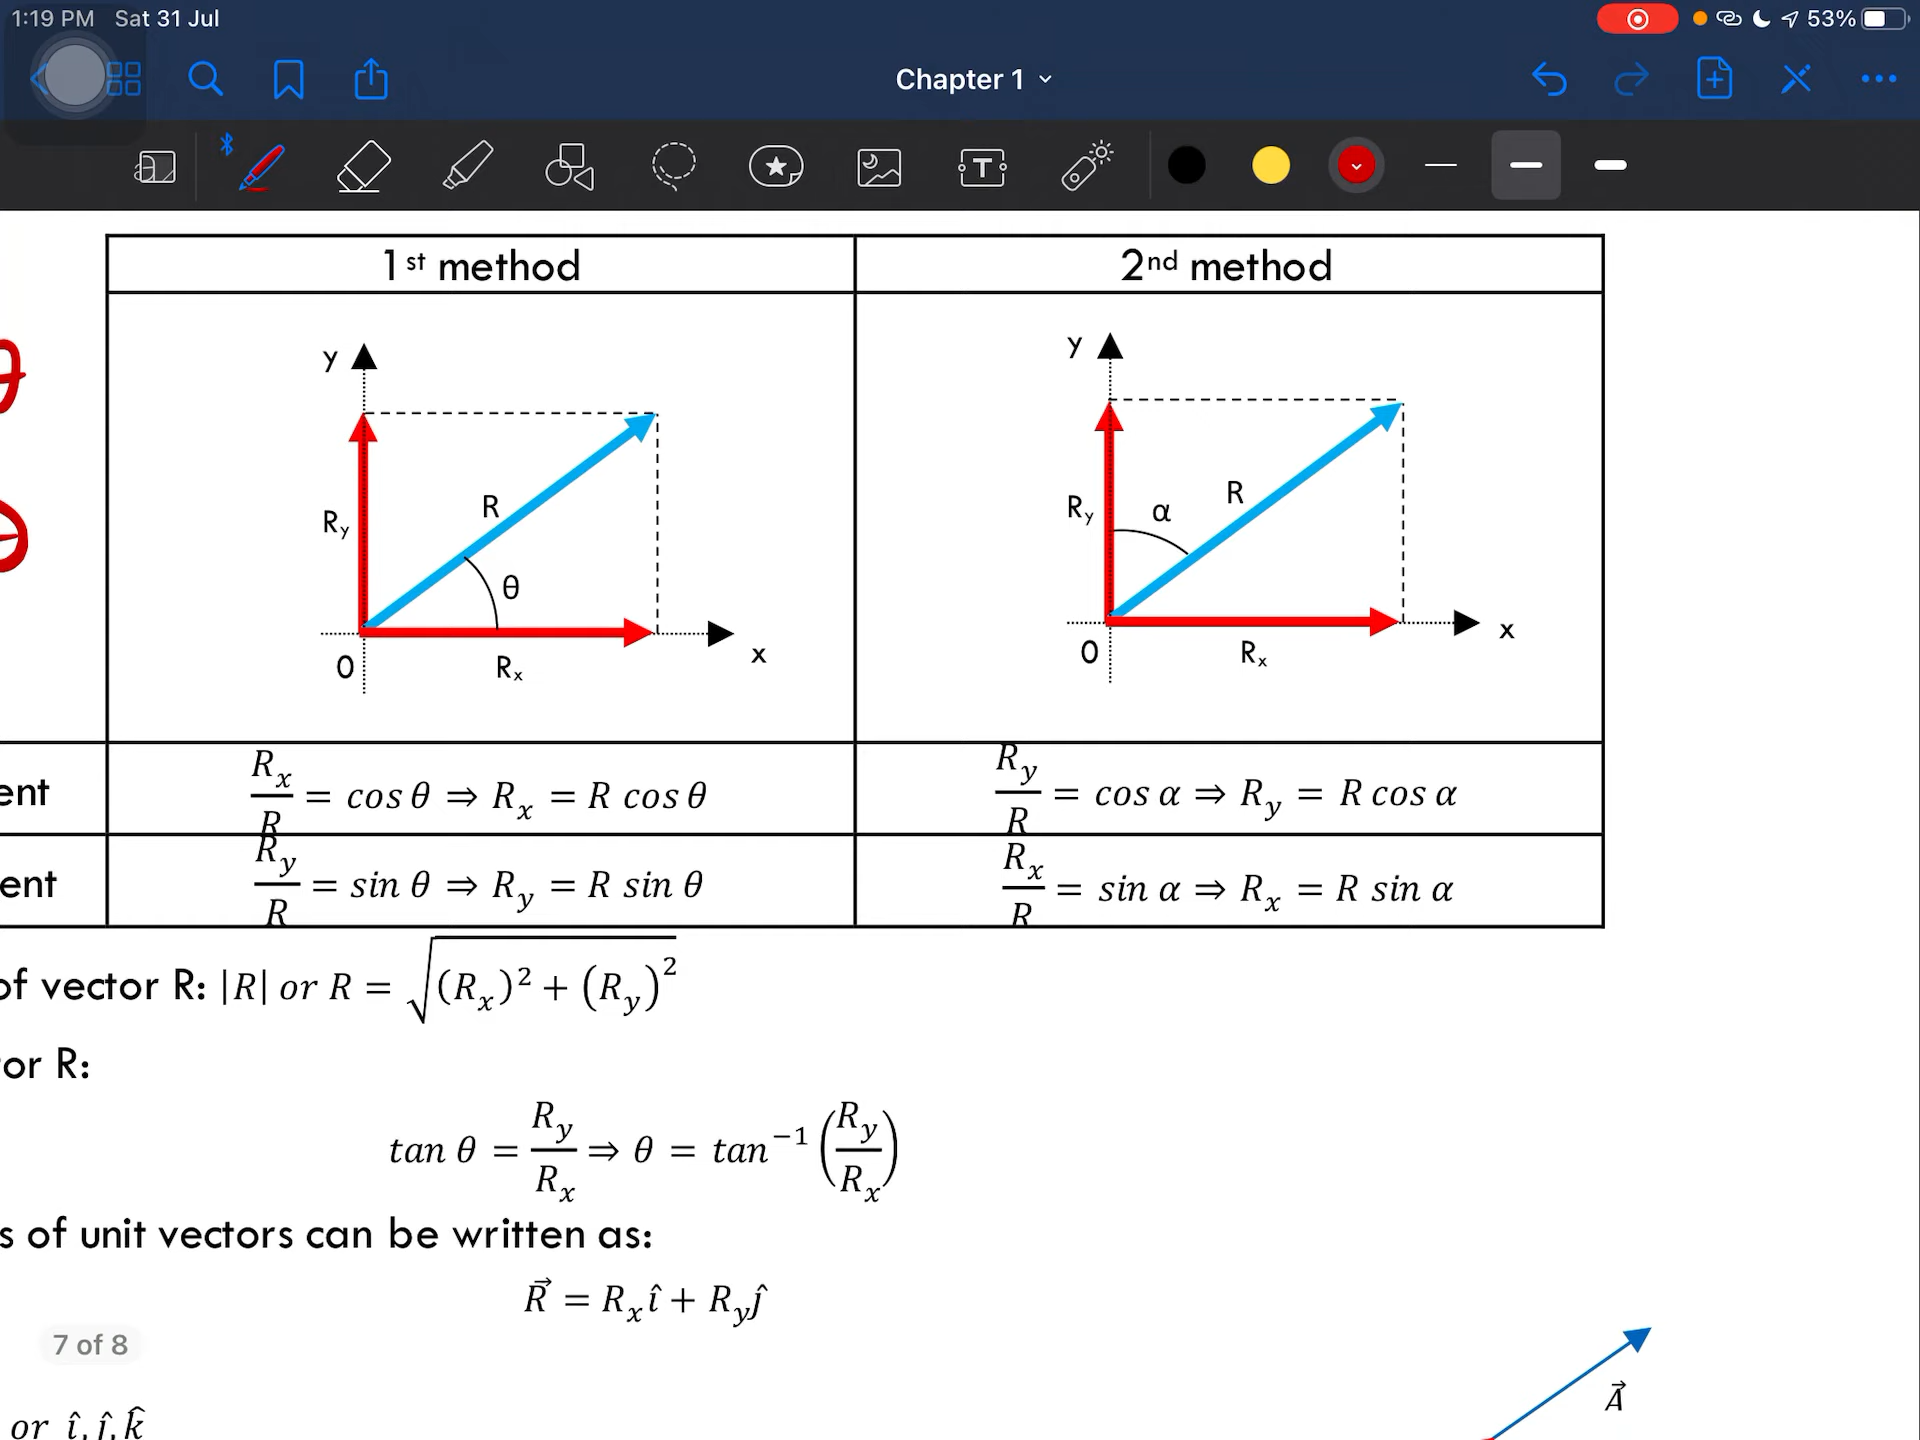 1:19 PM Sat 31 Jul
53%
Chapter 1
T
1st method
2nd method
y
R
Ry
θ
0
Rx
x
y
R
Ry
α
0
Rx
x
θ
ent
Rx/R = cos θ ⇒ Rx = R cos θ
Ry/R = cos α ⇒ Ry = R cos α
ent
Ry/R = sin θ ⇒ Ry = R sin θ
Rx/R = sin α ⇒ Rx = R sin α
of vector R: |R| or R = √((Rx)² + (Ry)²)
or R:
tan θ = Ry/Rx ⇒ θ = tan⁻¹(Ry/Rx)
s of unit vectors can be written as:
R⃗ = Rx î + Ry ĵ
7 of 8
A⃗
or î, ĵ, k̂